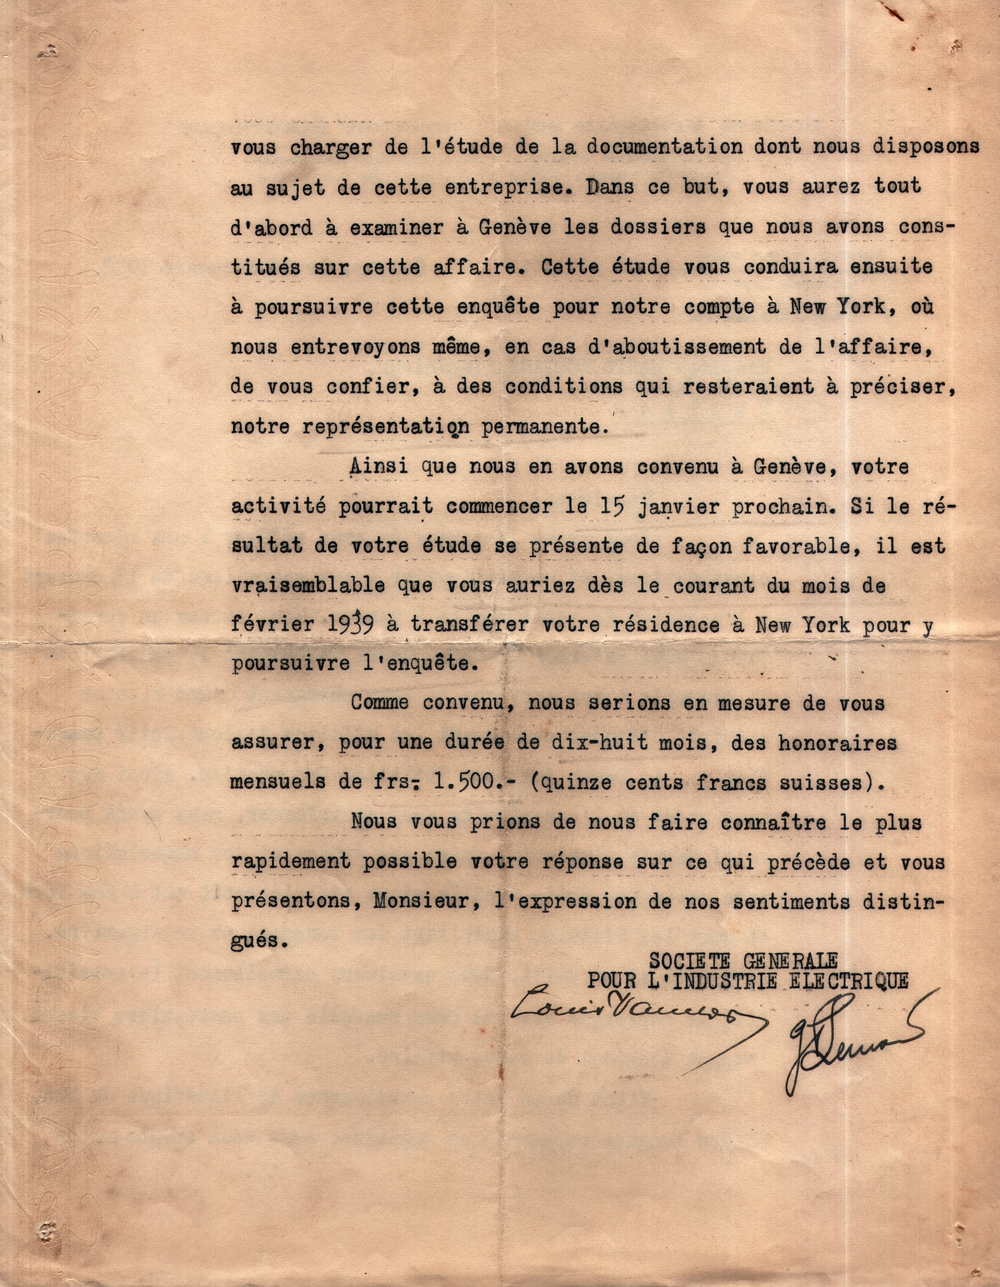 vous charger de l'étude de la documentation dont nous disposons
au sujet de cette entreprise. Dans ce but, vous aurez tout
d'abord à examiner à Genève les dossiers que nous avons cons-
titués sur cette affaire. Cette étude vous conduira ensuite
à poursuivre cette enquête pour notre compte à New York, où
nous entrevoyons même, en cas d'aboutissement de l'affaire,
de vous confier, à des conditions qui resteraient à préciser,
notre représentation permanente.
Ainsi que nous en avons convenu à Genève, votre
activité pourrait commencer le 15 janvier prochain. Si le ré-
sultat de votre étude se présente de façon favorable, il est
vraisemblable que vous auriez dès le courant du mois de
février 1939 à transférer votre résidence à New York pour y
poursuivre l'enquête.
Comme convenu, nous serions en mesure de vous
assurer, pour une durée de dix-huit mois, des honoraires
mensuels de frs: 1.500.- (quinze cents francs suisses).
Nous vous prions de nous faire connaître le plus
rapidement possible votre réponse sur ce qui précède et vous
présentons, Monsieur, l'expression de nos sentiments distin-
gués.
SOCIETE GENERALE
POUR L'INDUSTRIE ELECTRIQUE
Louis